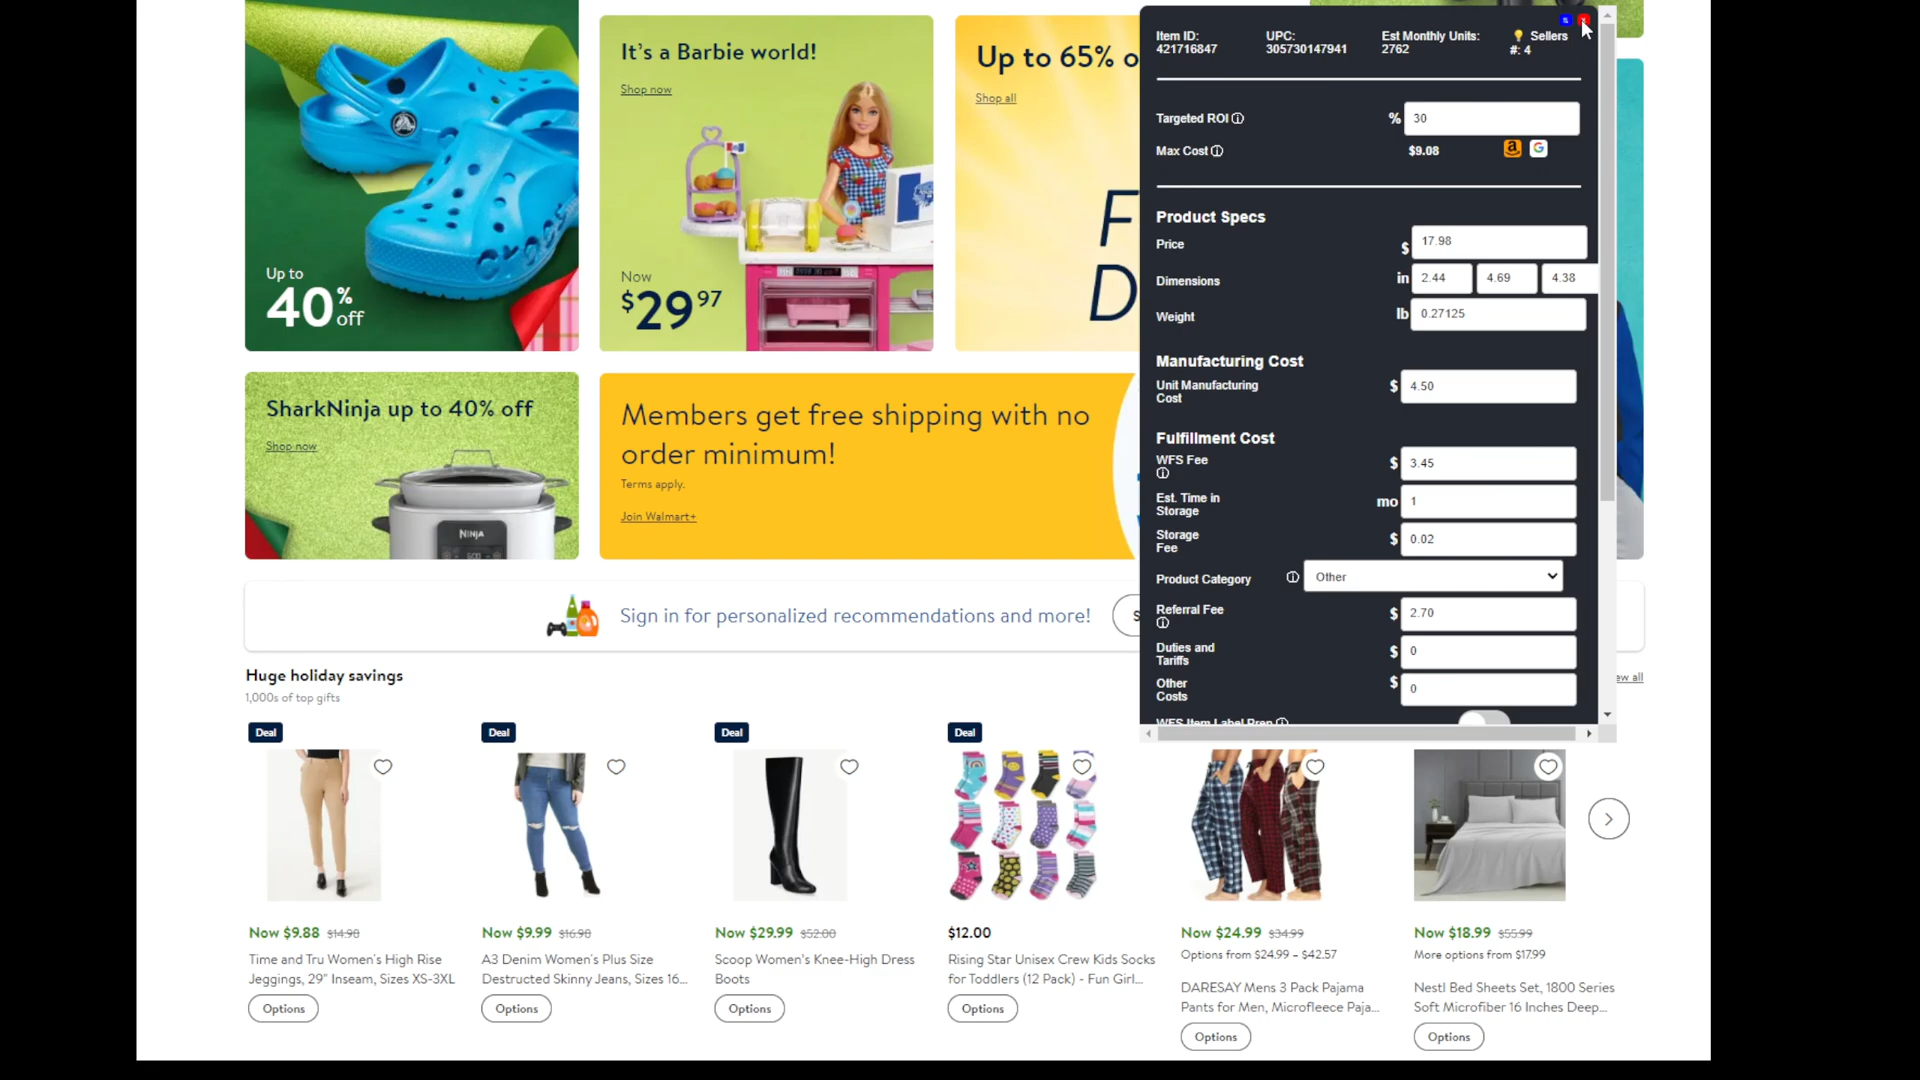 Up to
40%
off
It's a Barbie world!
Shop now
Now
$29 97
Up to 65% o
Shop all
F
D
SharkNinja up to 40% off
Shop now
NINJA
Members get free shipping with no
order minimum!
Terms apply.
Join Walmart+
Sign in for personalized recommendations and more!
S
Item ID:
421716847
UPC:
305730147941
Est Monthly Units:
2762
Sellers
#: 4
Targeted ROI
% 30
Max Cost
$9.08
Product Specs
Price
$ 17.98
Dimensions
in 2.44 4.69 4.38
Weight
lb 0.27125
Manufacturing Cost
Unit Manufacturing
Cost
$ 4.50
Fulfillment Cost
WFS Fee
$ 3.45
Est. Time in
Storage
mo 1
Storage
Fee
$ 0.02
Product Category
Other
Referral Fee
$ 2.70
Duties and
Tariffs
$ 0
Other
Costs
$ 0
WFS Item Label Prep
Huge holiday savings
1,000s of top gifts
ew all
Deal
Now $9.88 $14.98
Time and Tru Women's High Rise
Jeggings, 29" Inseam, Sizes XS-3XL
Options
Deal
Now $9.99 $16.98
A3 Denim Women's Plus Size
Destructed Skinny Jeans, Sizes 16...
Options
Deal
Now $29.99 $52.00
Scoop Women's Knee-High Dress
Boots
Options
Deal
$12.00
Rising Star Unisex Crew Kids Socks
for Toddlers (12 Pack) - Fun Girl...
Options
Now $24.99 $34.99
Options from $24.99 – $42.57
DARESAY Mens 3 Pack Pajama
Pants for Men, Microfleece Paja...
Options
Now $18.99 $55.99
More options from $17.99
Nestl Bed Sheets Set, 1800 Series
Soft Microfiber 16 Inches Deep...
Options